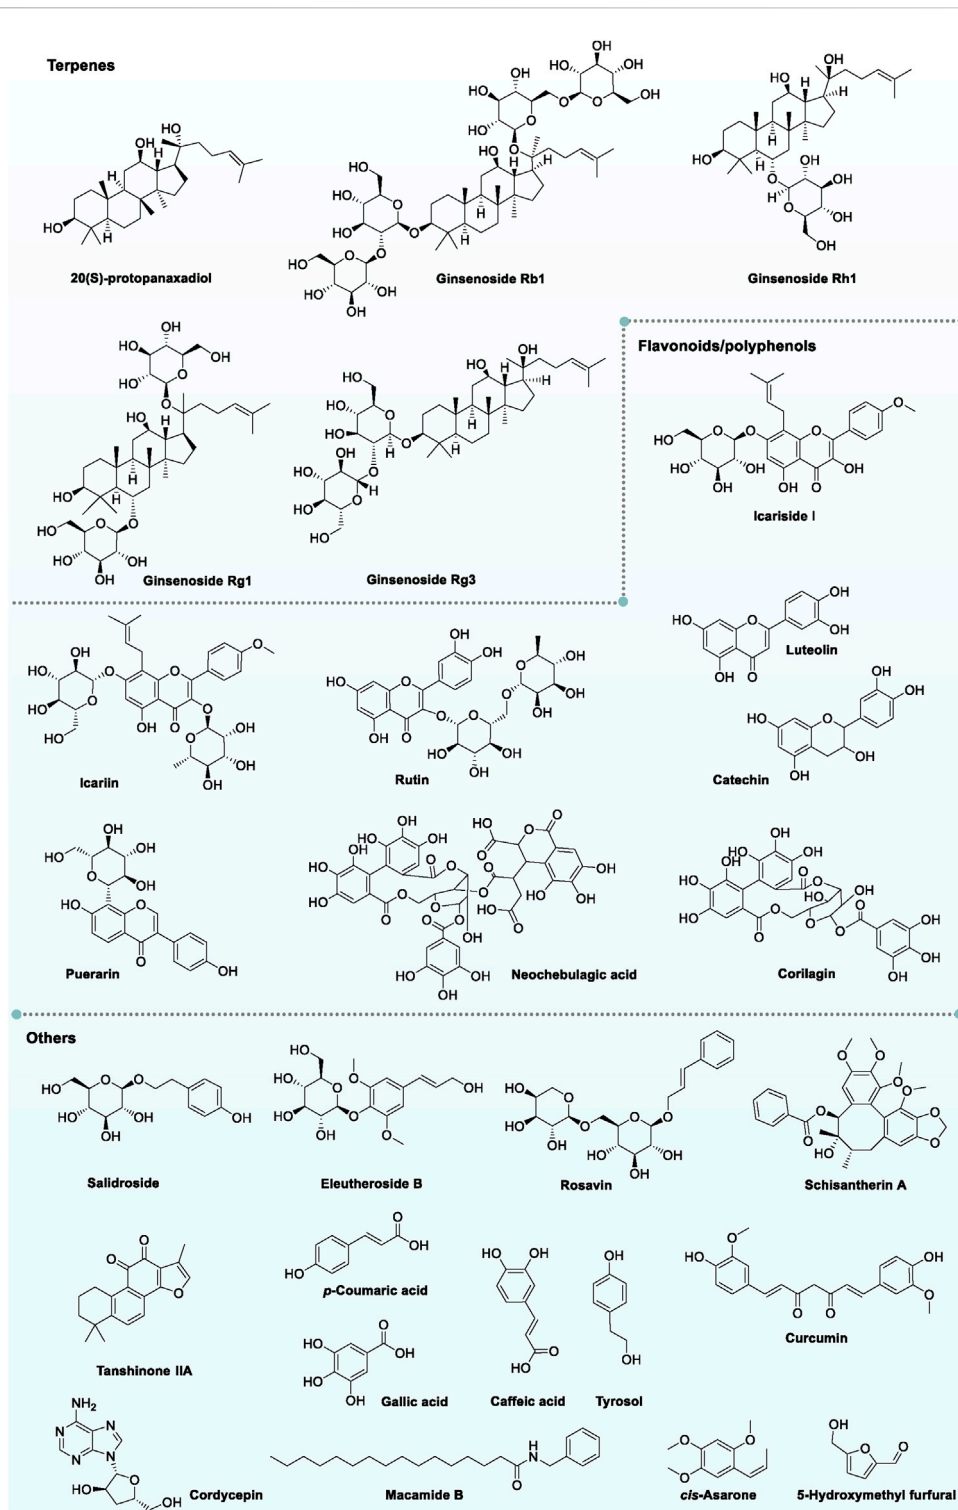 Terpenes
20(S)-protopanaxadiol
Ginsenoside Rb1
Ginsenoside Rh1
Ginsenoside Rg1
Ginsenoside Rg3
Flavonoids/polyphenols
Icariside I
Luteolin
Icariin
Rutin
Catechin
Puerarin
Neochebulagic acid
Corilagin
Others
Salidroside
Eleutheroside B
Rosavin
Schisantherin A
Tanshinone IIA
p-Coumaric acid
Gallic acid
Caffeic acid
Tyrosol
Curcumin
Cordycepin
Macamide B
cis-Asarone
5-Hydroxymethyl furfural